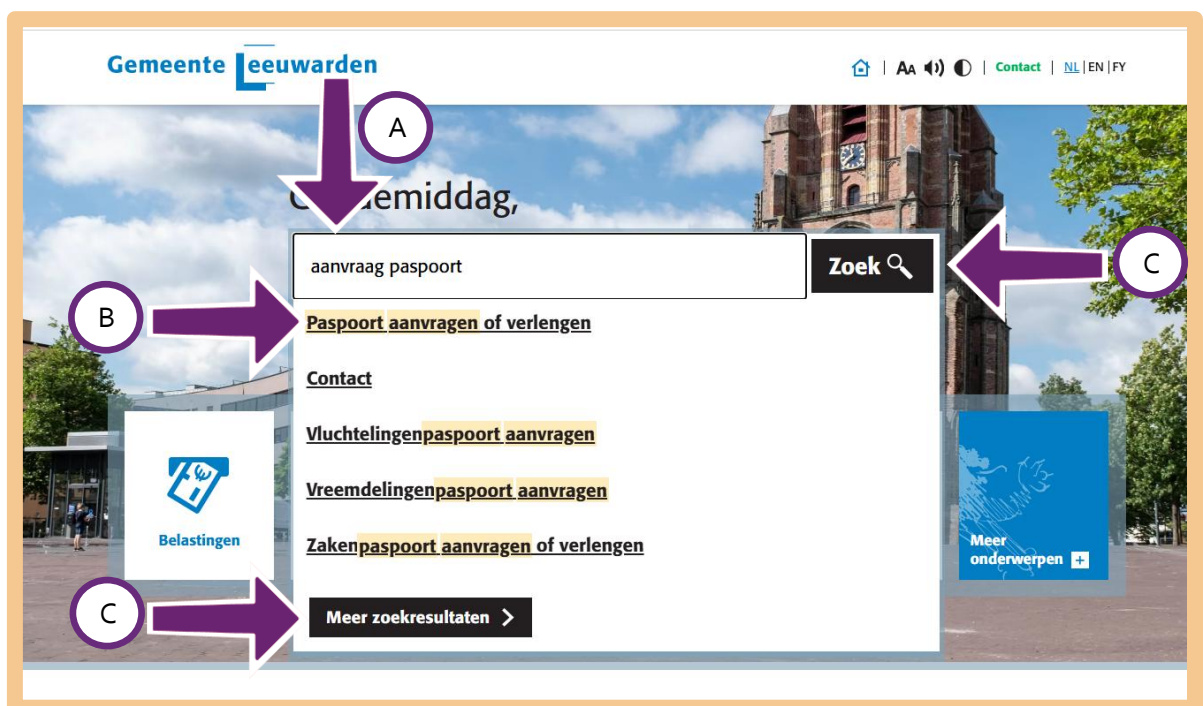 Gemeente Leeuwarden
AA | Contact | NL | EN | FY
A
emiddag,
aanvraag paspoort
Zoek
C
B
Paspoort aanvragen of verlengen
Contact
Vluchtelingenpaspoort aanvragen
Vreemdelingenpaspoort aanvragen
Zakenpaspoort aanvragen of verlengen
Belastingen
Meer
onderwerpen +
C
Meer zoekresultaten